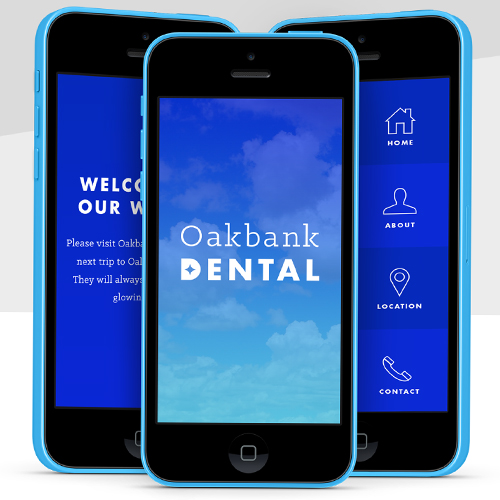 WELCO
OUR W
Please visit Oakba
next trip to Oak
They will always
glowin
Oakbank
DENTAL
HOME
ABOUT
LOCATION
CONTACT